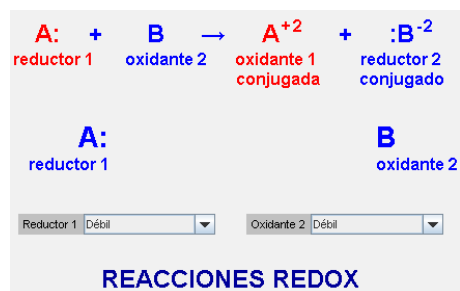 A: + B → A+2 + :B-2
reductor 1 oxidante 2 oxidante 1 reductor 2
conjugada conjugado
A: B
reductor 1 oxidante 2
Reductor 1 Débil Oxidante 2 Débil
REACCIONES REDOX